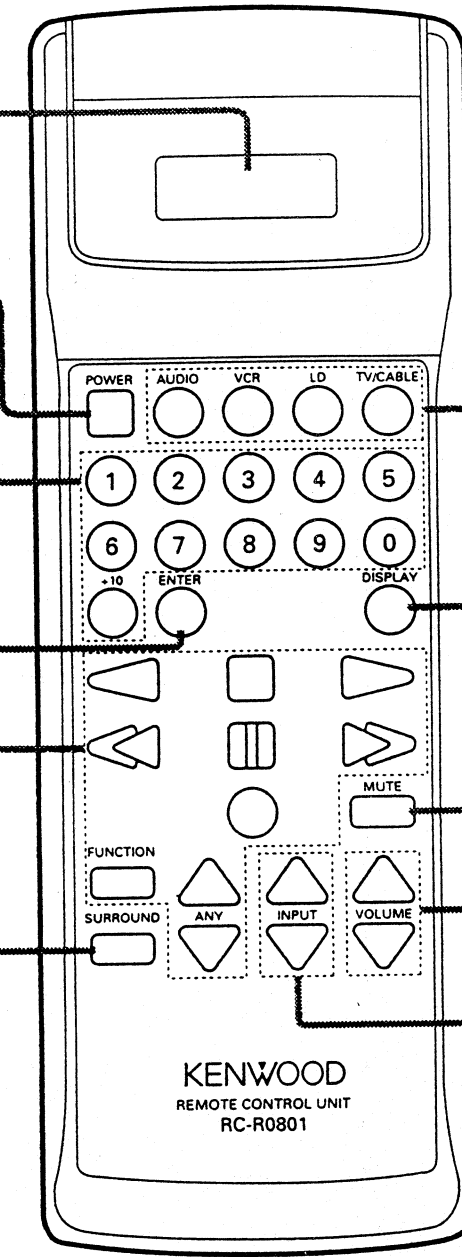 POWER AUDIO VCR LD TV/CABLE
1 2 3 4 5
6 7 8 9 0
+10 ENTER DISPLAY
MUTE
FUNCTION
SURROUND ANY INPUT VOLUME
KENWOOD
REMOTE CONTROL UNIT
RC-R0801